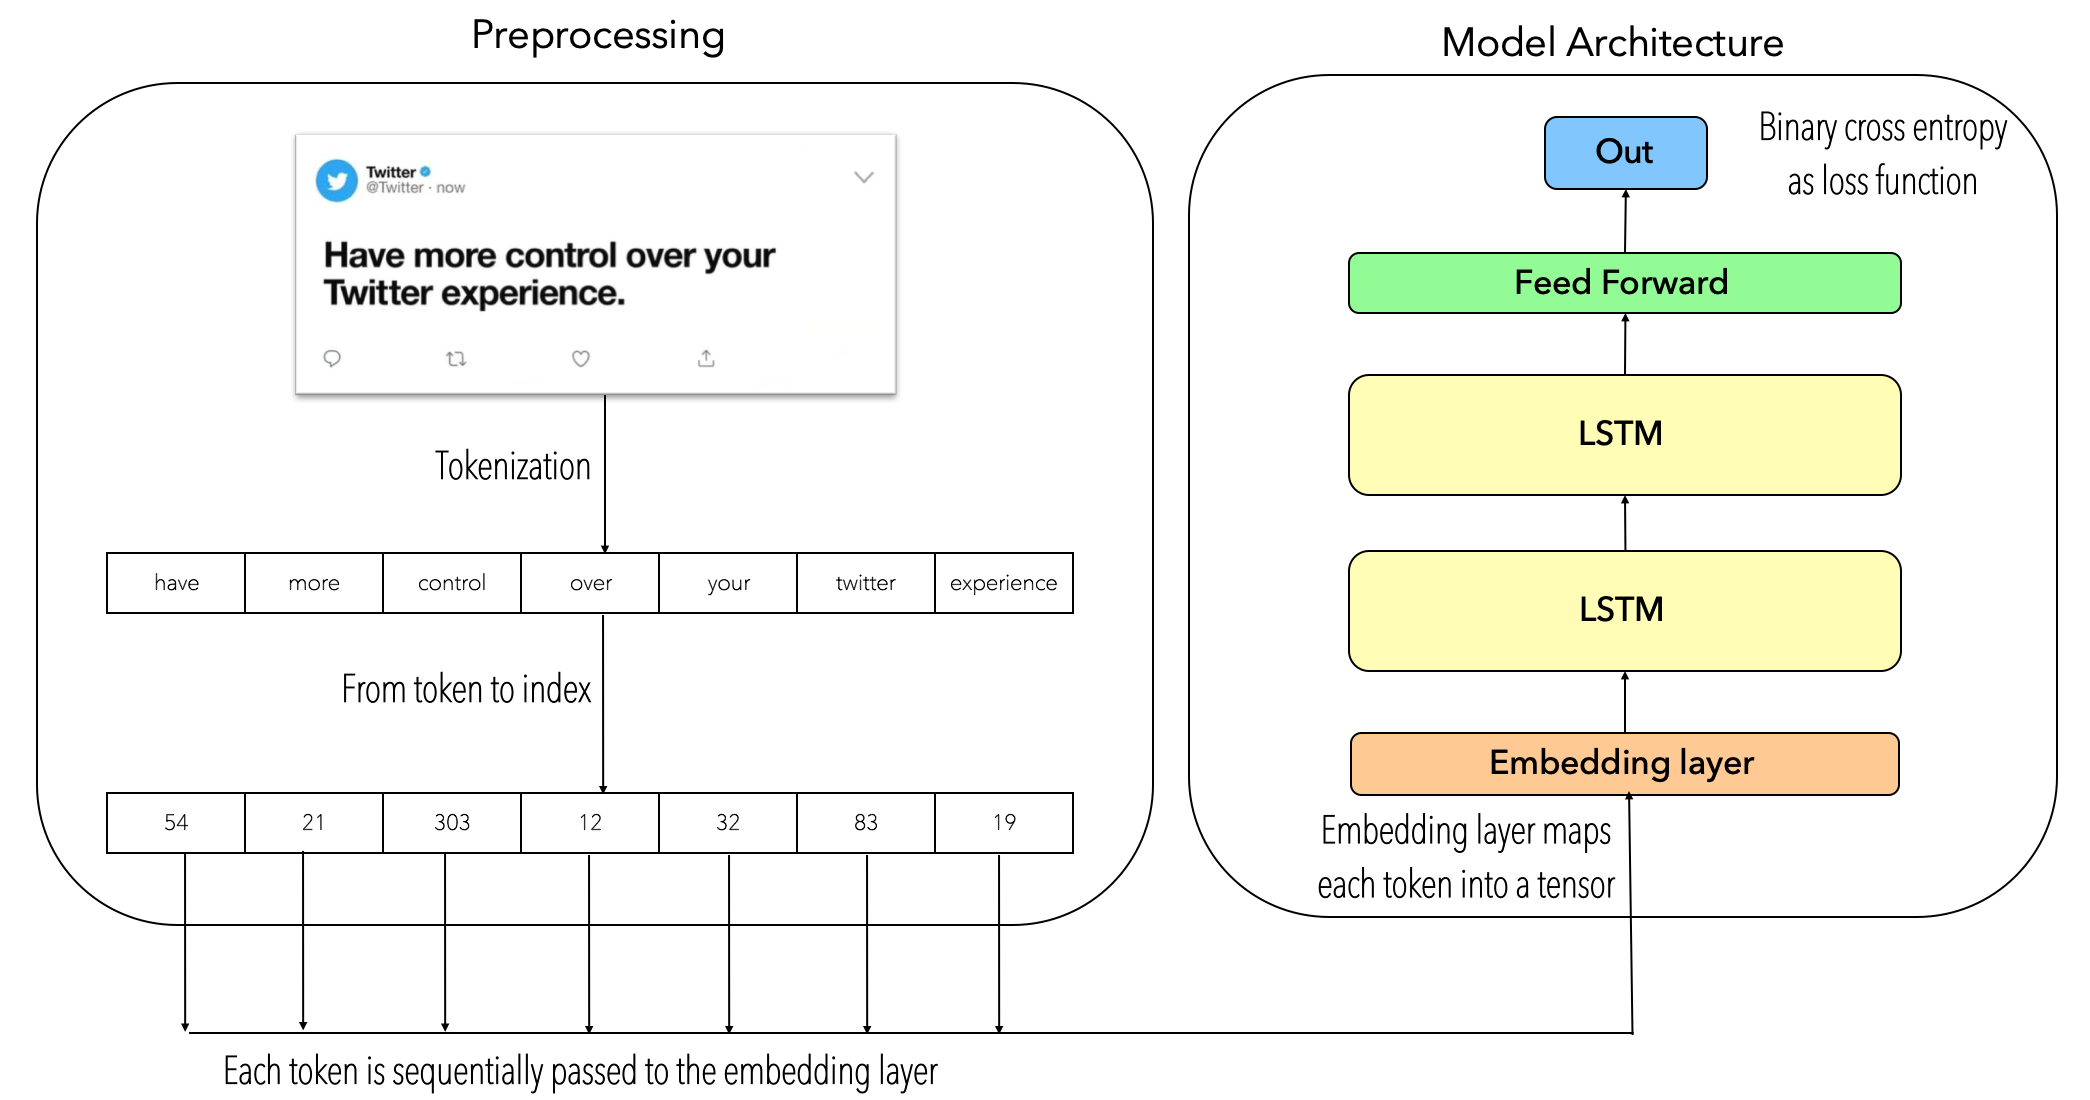 Preprocessing
Twitter
@Twitter · now
Have more control over your
Twitter experience.
Tokenization
have more control over your twitter experience
From token to index
54 21 303 12 32 83 19
Each token is sequentially passed to the embedding layer
Model Architecture
Out
Binary cross entropy
as loss function
Feed Forward
LSTM
LSTM
Embedding layer
Embedding layer maps
each token into a tensor